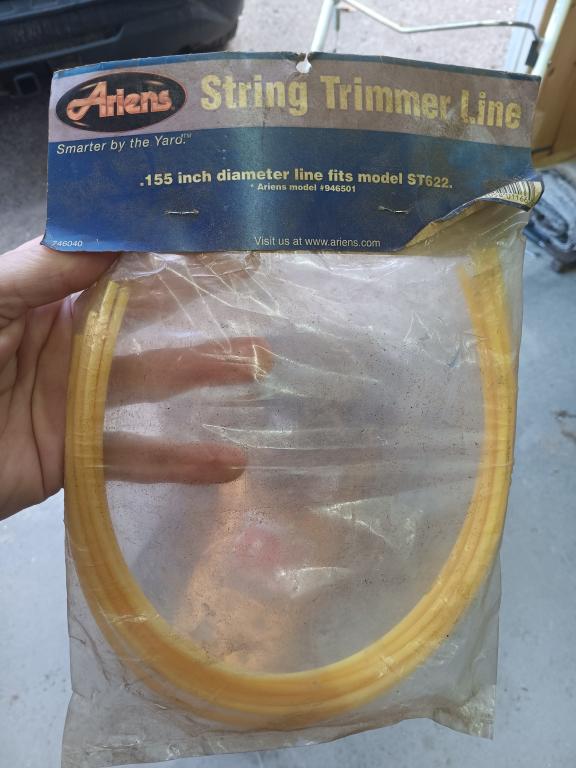 Ariens
String Trimmer Line
Smarter by the Yard.™
.155 inch diameter line fits model ST622.
* Ariens model #946501
746040
Visit us at www.ariens.com